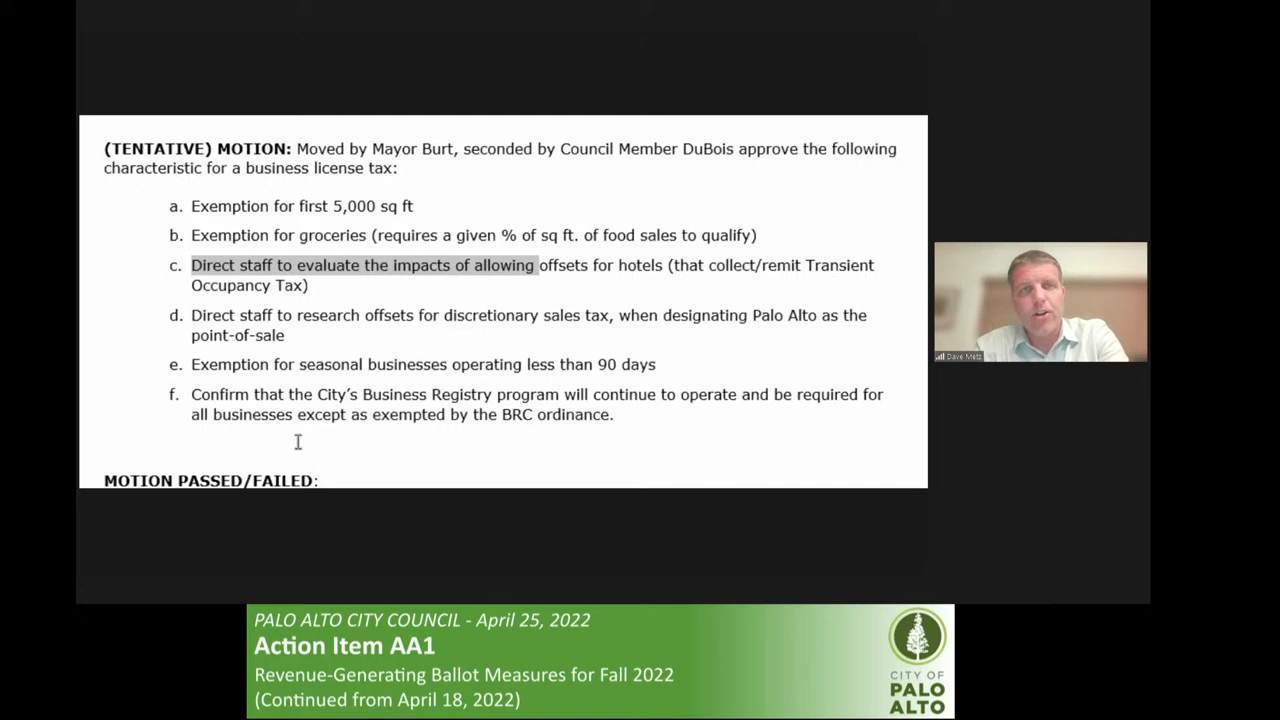 (TENTATIVE) MOTION: Moved by Mayor Burt, seconded by Council Member DuBois approve the following
characteristic for a business license tax:
a. Exemption for first 5,000 sq ft
b. Exemption for groceries (requires a given % of sq ft. of food sales to qualify)
c. Direct staff to evaluate the impacts of allowing offsets for hotels (that collect/remit Transient
Occupancy Tax)
d. Direct staff to research offsets for discretionary sales tax, when designating Palo Alto as the
point-of-sale
e. Exemption for seasonal businesses operating less than 90 days
f. Confirm that the City's Business Registry program will continue to operate and be required for
all businesses except as exempted by the BRC ordinance.
MOTION PASSED/FAILED:
Dave Metz
PALO ALTO CITY COUNCIL - April 25, 2022
Action Item AA1
Revenue-Generating Ballot Measures for Fall 2022
(Continued from April 18, 2022)
CITY OF
PALO
ALTO